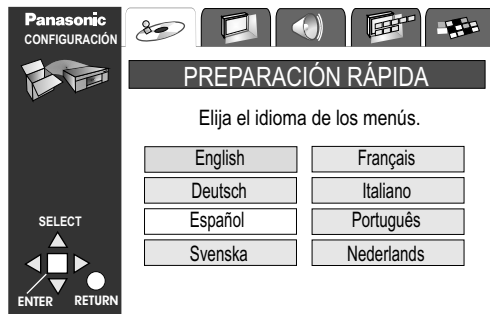 Panasonic
CONFIGURACIÓN
PREPARACIÓN RÁPIDA
Elija el idioma de los menús.
English
Français
Deutsch
Italiano
Español
Português
Svenska
Nederlands
SELECT
ENTER
RETURN